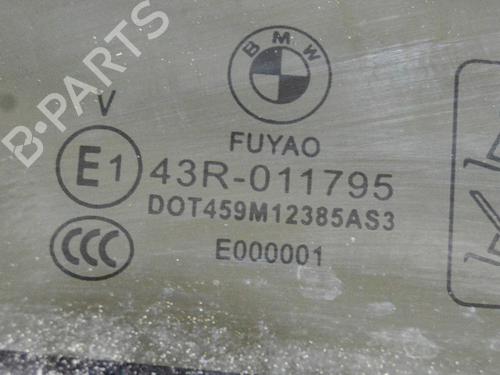 BMW
V
FUYAO
E1 43R-011795
DOT459M12385AS3
CCC
E000001
B-PARTS